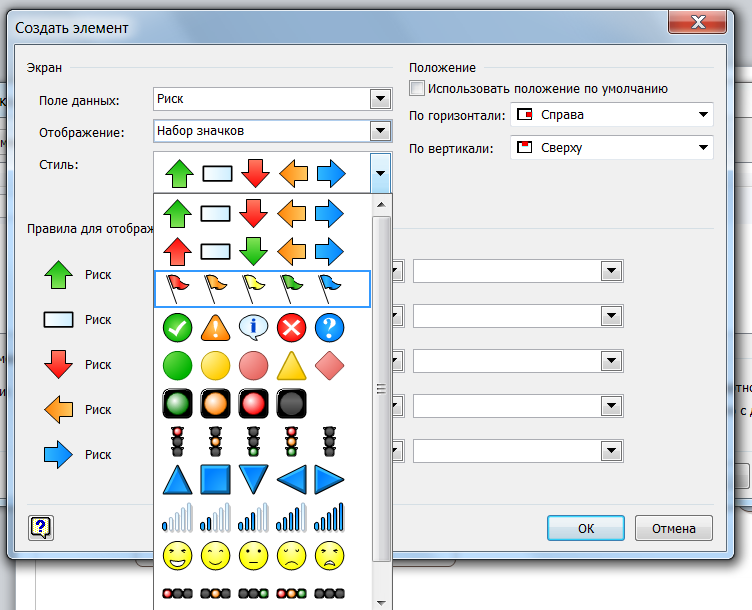 Создать элемент
Экран
Положение
Поле данных:
Риск
Использовать положение по умолчанию
Отображение:
Набор значков
По горизонтали:
Справа
Стиль:
По вертикали:
Сверху
Правила для отображ
Риск
Риск
Риск
Риск
Риск
OK
Отмена